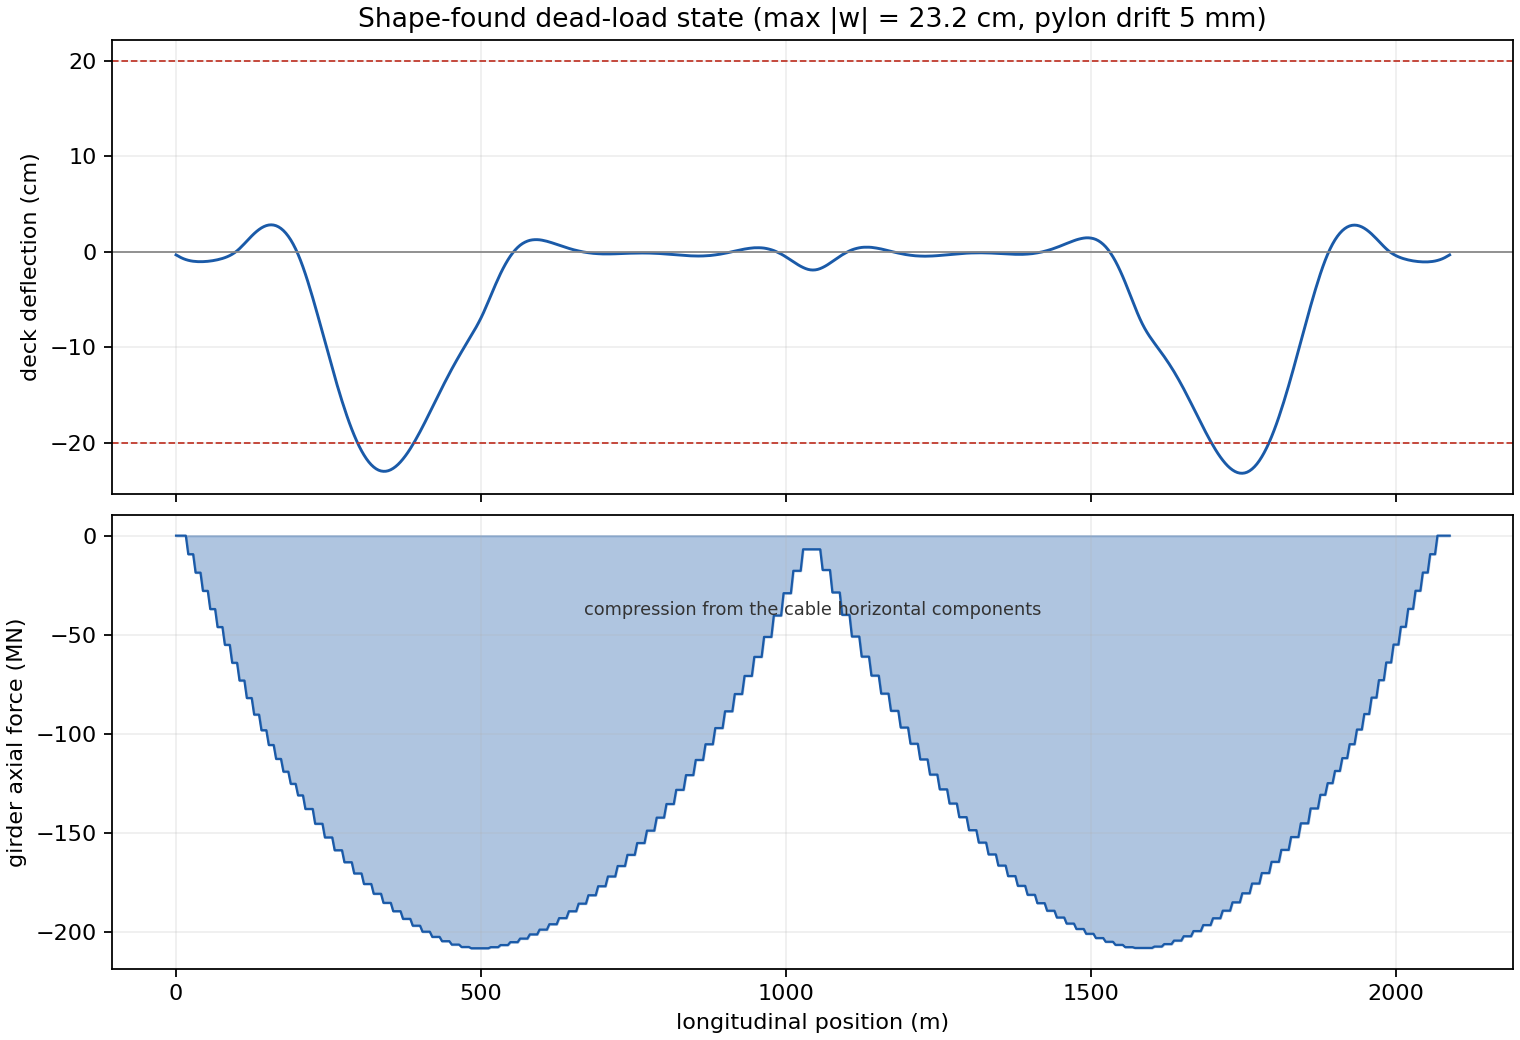 Shape-found dead-load state (max |w| = 23.2 cm, pylon drift 5 mm)
deck deflection (cm)
20
10
0
−10
−20
girder axial force (MN)
0
−50
−100
−150
−200
compression from the cable horizontal components
0 500 1000 1500 2000
longitudinal position (m)